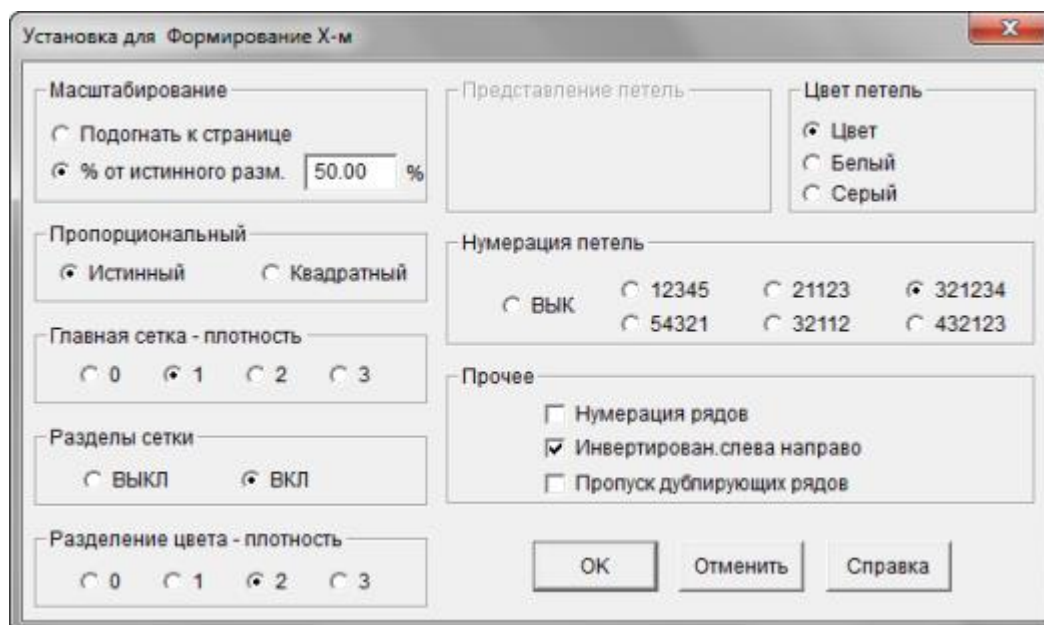 Установка для Формирование X-м
Масштабирование
Подогнать к странице
% от истинного разм. 50.00 %
Пропорциональный
Истинный Квадратный
Главная сетка - плотность
0 1 2 3
Разделы сетки
ВЫКЛ ВКЛ
Разделение цвета - плотность
0 1 2 3
Представление петель
Цвет петель
Цвет
Белый
Серый
Нумерация петель
ВЫК 12345 21123 321234
54321 32112 432123
Прочее
Нумерация рядов
Инвертирован.слева направо
Пропуск дублирующих рядов
OK Отменить Справка